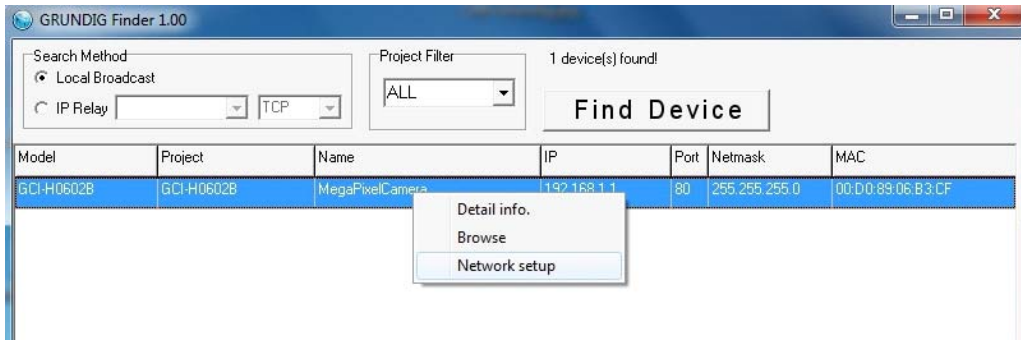 GRUNDIG Finder 1.00
Search Method
Local Broadcast
IP Relay TCP
Project Filter
ALL
1 device(s) found!
Find Device
Model Project Name IP Port Netmask MAC
GCI-H0602B GCI-H0602B MegaPixelCamera 192.168.1.1 80 255.255.255.0 00:D0:89:06:B3:CF
Detail info.
Browse
Network setup